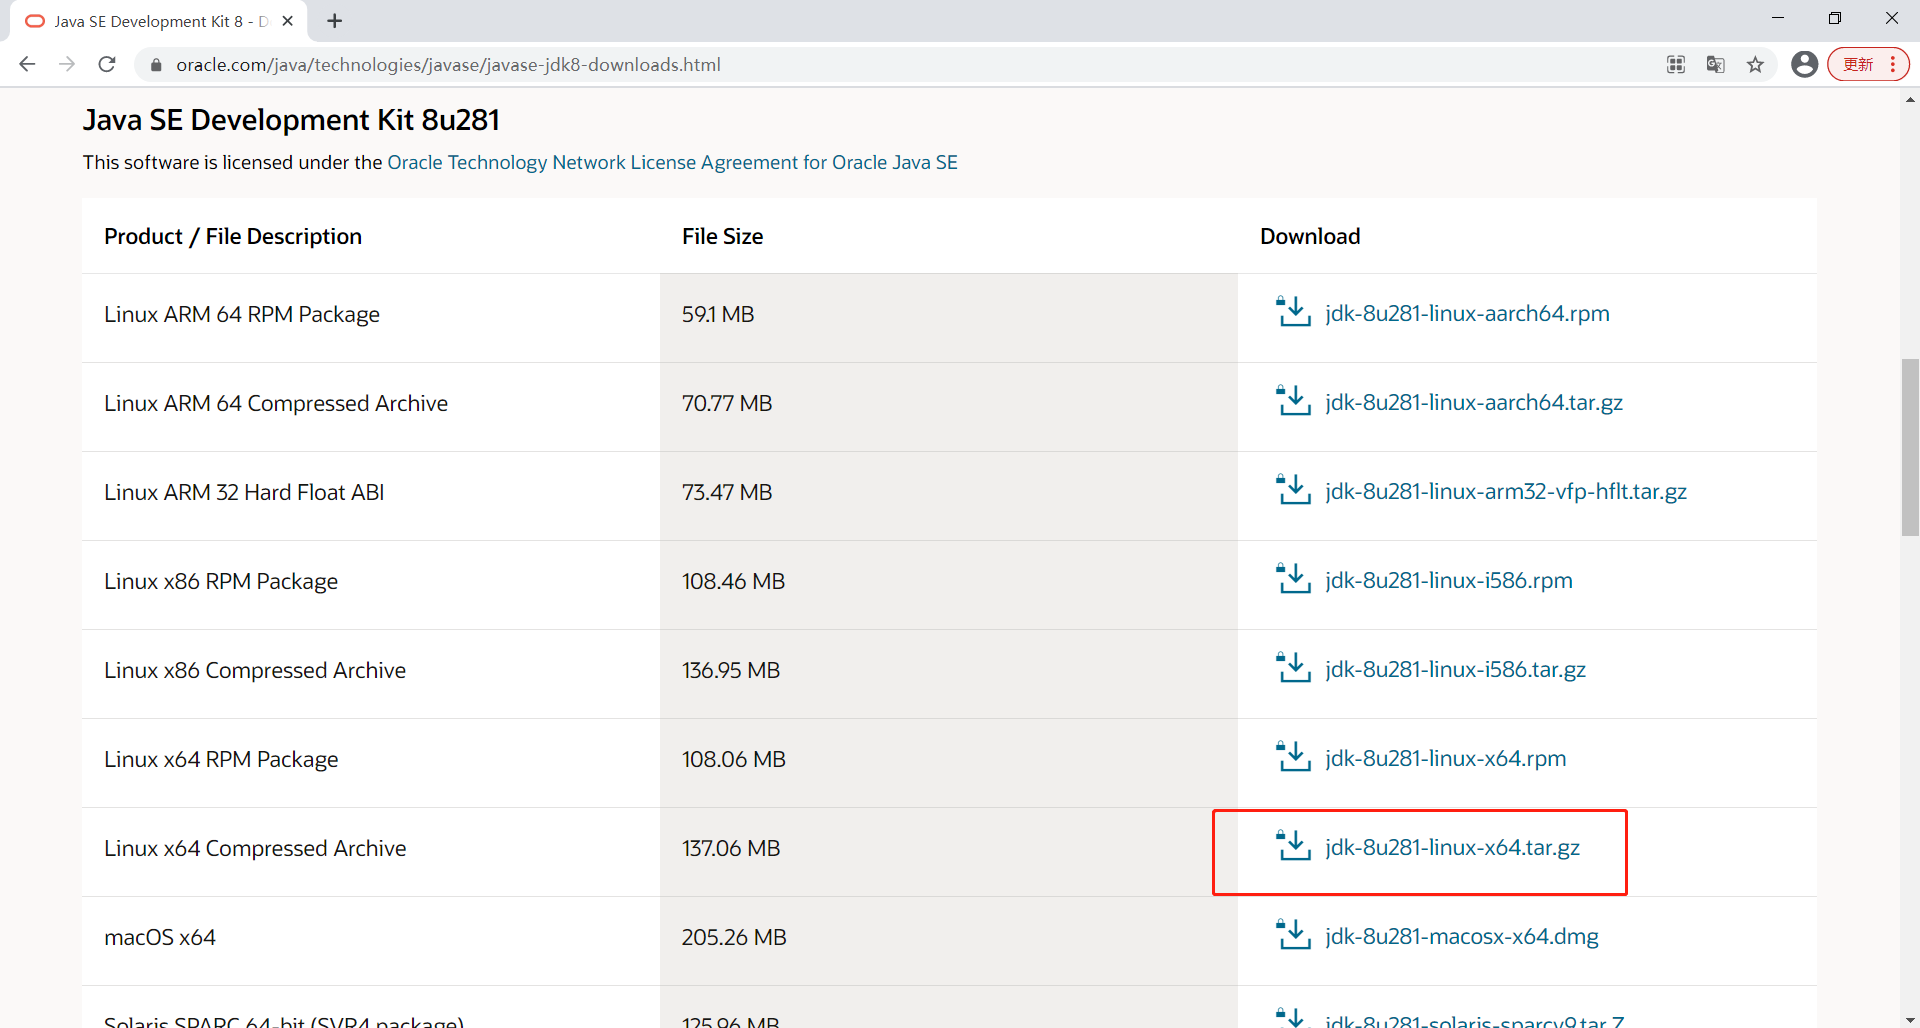 Java SE Development Kit 8 - D
oracle.com/java/technologies/javase/javase-jdk8-downloads.html
更新
Java SE Development Kit 8u281
This software is licensed under the Oracle Technology Network License Agreement for Oracle Java SE
Product / File Description File Size Download
Linux ARM 64 RPM Package 59.1 MB jdk-8u281-linux-aarch64.rpm
Linux ARM 64 Compressed Archive 70.77 MB jdk-8u281-linux-aarch64.tar.gz
Linux ARM 32 Hard Float ABI 73.47 MB jdk-8u281-linux-arm32-vfp-hflt.tar.gz
Linux x86 RPM Package 108.46 MB jdk-8u281-linux-i586.rpm
Linux x86 Compressed Archive 136.95 MB jdk-8u281-linux-i586.tar.gz
Linux x64 RPM Package 108.06 MB jdk-8u281-linux-x64.rpm
Linux x64 Compressed Archive 137.06 MB jdk-8u281-linux-x64.tar.gz
macOS x64 205.26 MB jdk-8u281-macosx-x64.dmg
Solaris SPARC 64-bit (SVR4 package) 125.96 MB jdk-8u281-solaris-sparcv9.tar.Z